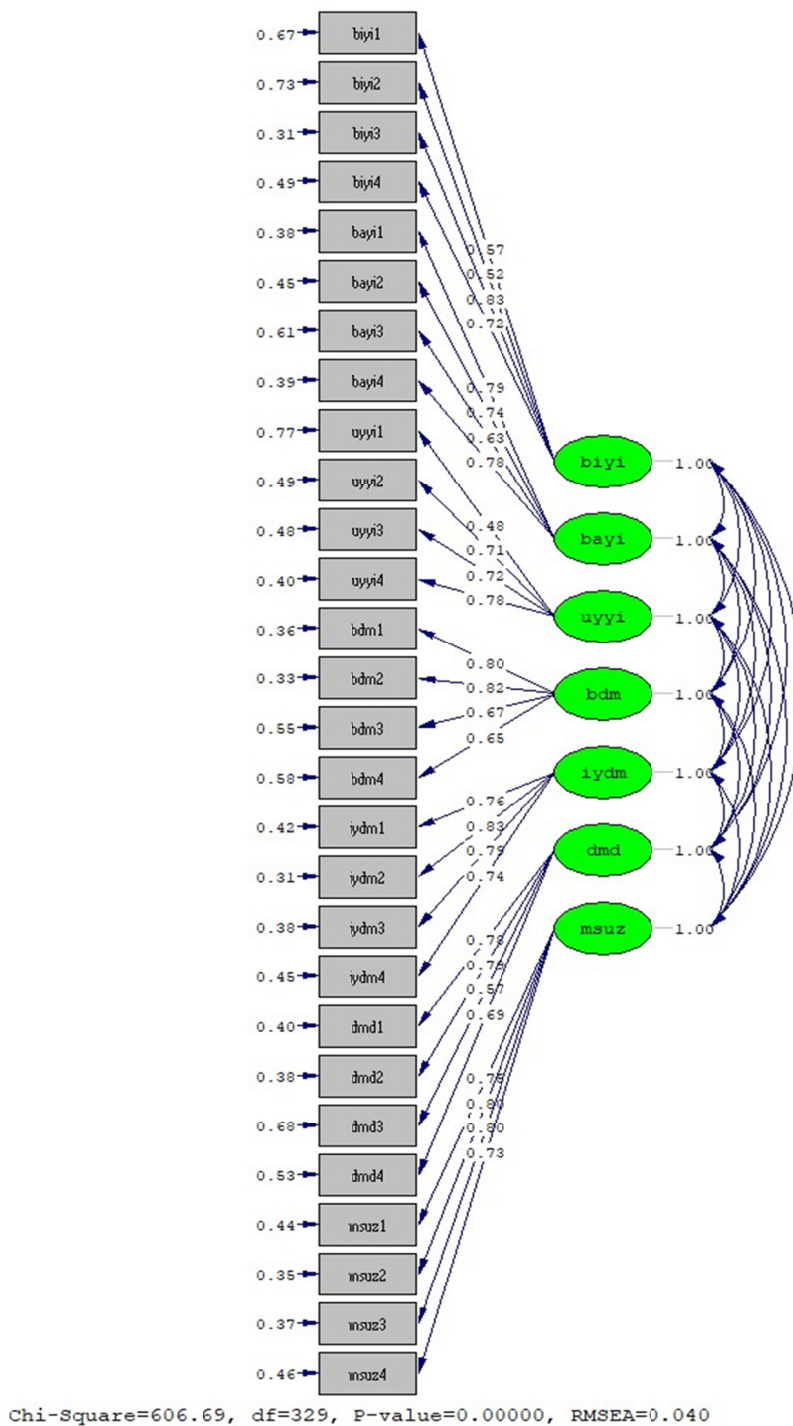 0.67 biyi1
0.73 biyi2
0.31 biyi3
0.49 biyi4
0.38 bayi1
0.57
0.45 bayi2 0.52
0.83
0.61 bayi3 0.72
0.39 bayi4 0.79
0.74
0.77 uyyi1 0.63
biyi 1.00
0.78
0.49 uyyi2
0.48 uyyi3 0.48
bayi 1.00
0.71
0.40 uyyi4 0.72
0.78
uyyi 1.00
0.36 bdm1
0.80
0.33 bdm2 0.82
bdm 1.00
0.67
0.55 bdm3 0.65
0.58 bdm4 iydm 1.00
0.76
0.42 iydm1 0.83
0.79
dmd 1.00
0.31 iydm2 0.74
0.38 iydm3 msuz 1.00
0.78
0.45 iydm4 0.79
0.57
0.40 dmd1 0.69
0.38 dmd2 0.75
0.80
0.68 dmd3 0.80
0.73
0.53 dmd4
0.44 msuz1
0.35 msuz2
0.37 msuz3
0.46 msuz4
Chi-Square=606.69, df=329, P-value=0.00000, RMSEA=0.040